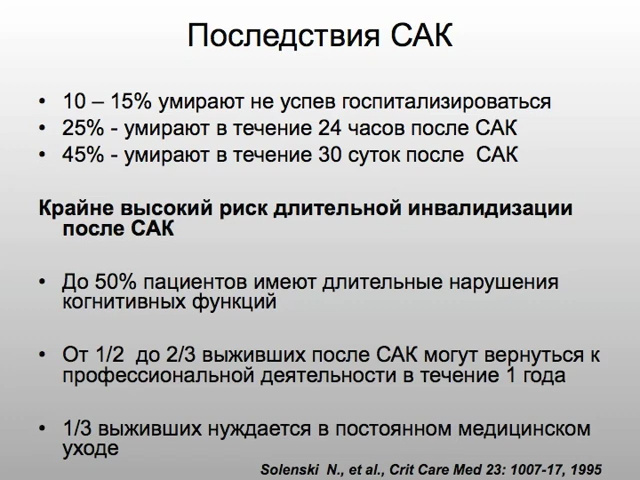 Последствия САК
• 10 – 15% умирают не успев госпитализироваться
• 25% - умирают в течение 24 часов после САК
• 45% - умирают в течение 30 суток после САК
Крайне высокий риск длительной инвалидизации
после САК
• До 50% пациентов имеют длительные нарушения
когнитивных функций
• От 1/2 до 2/3 выживших после САК могут вернуться к
профессиональной деятельности в течение 1 года
• 1/3 выживших нуждается в постоянном медицинском
уходе
Solenski N., et al., Crit Care Med 23: 1007-17, 1995